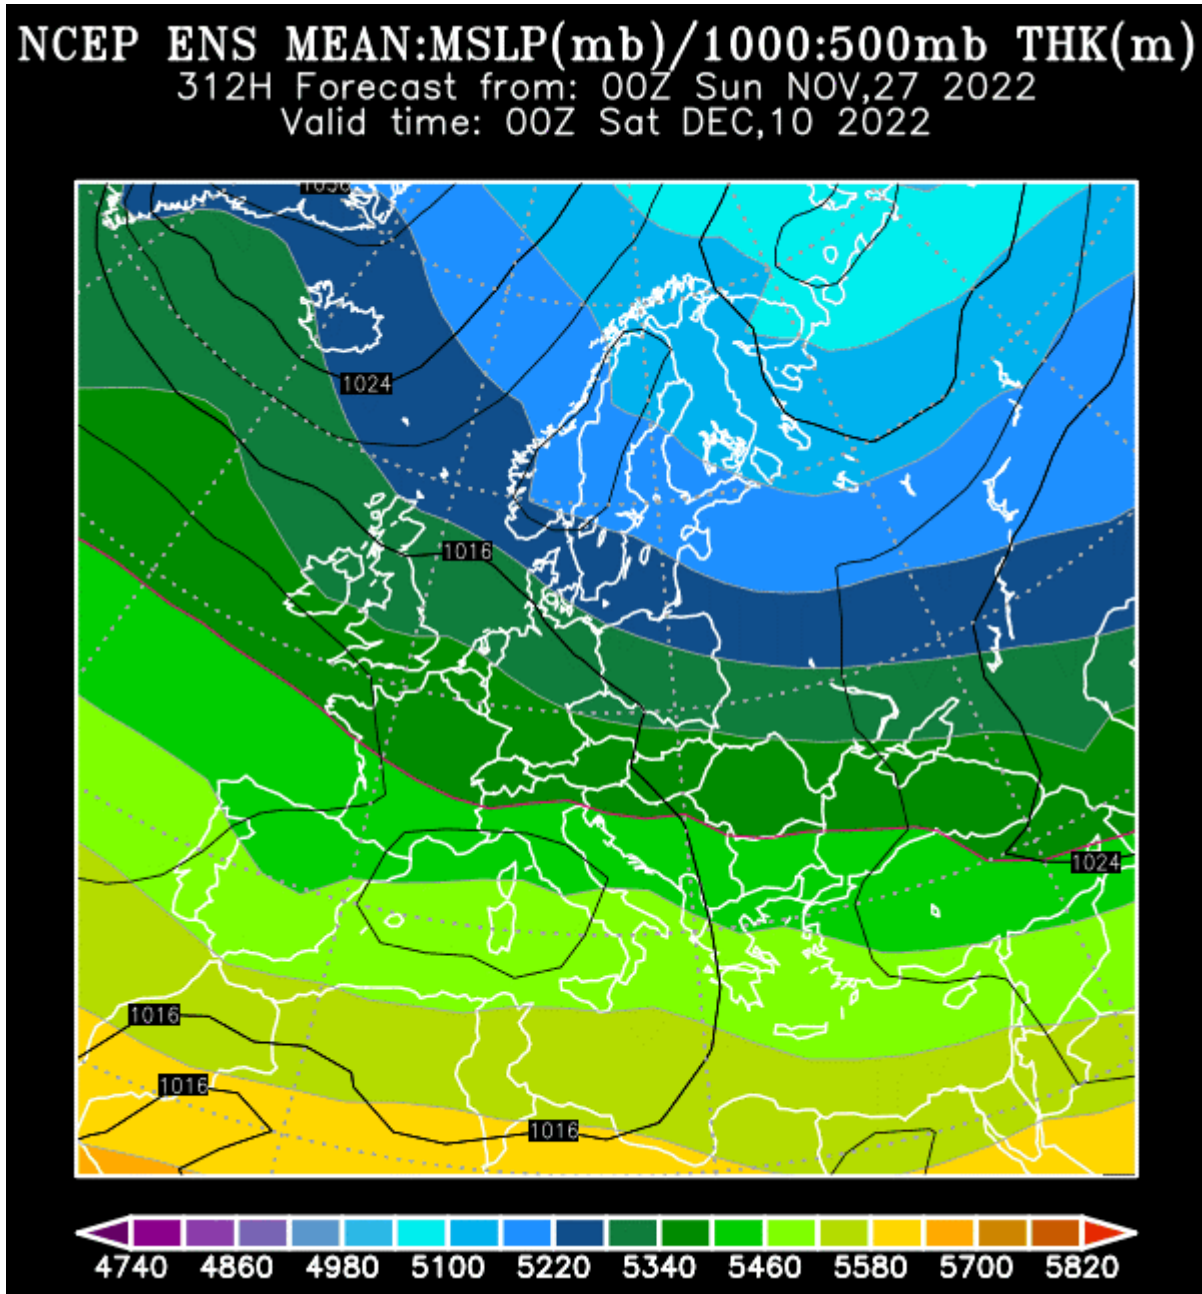 NCEP ENS MEAN:MSLP(mb)/1000:500mb THK(m)
312H Forecast from: 00Z Sun NOV,27 2022
Valid time: 00Z Sat DEC,10 2022
1024
1016
1024
1016
1016
1016
4740 4860 4980 5100 5220 5340 5460 5580 5700 5820